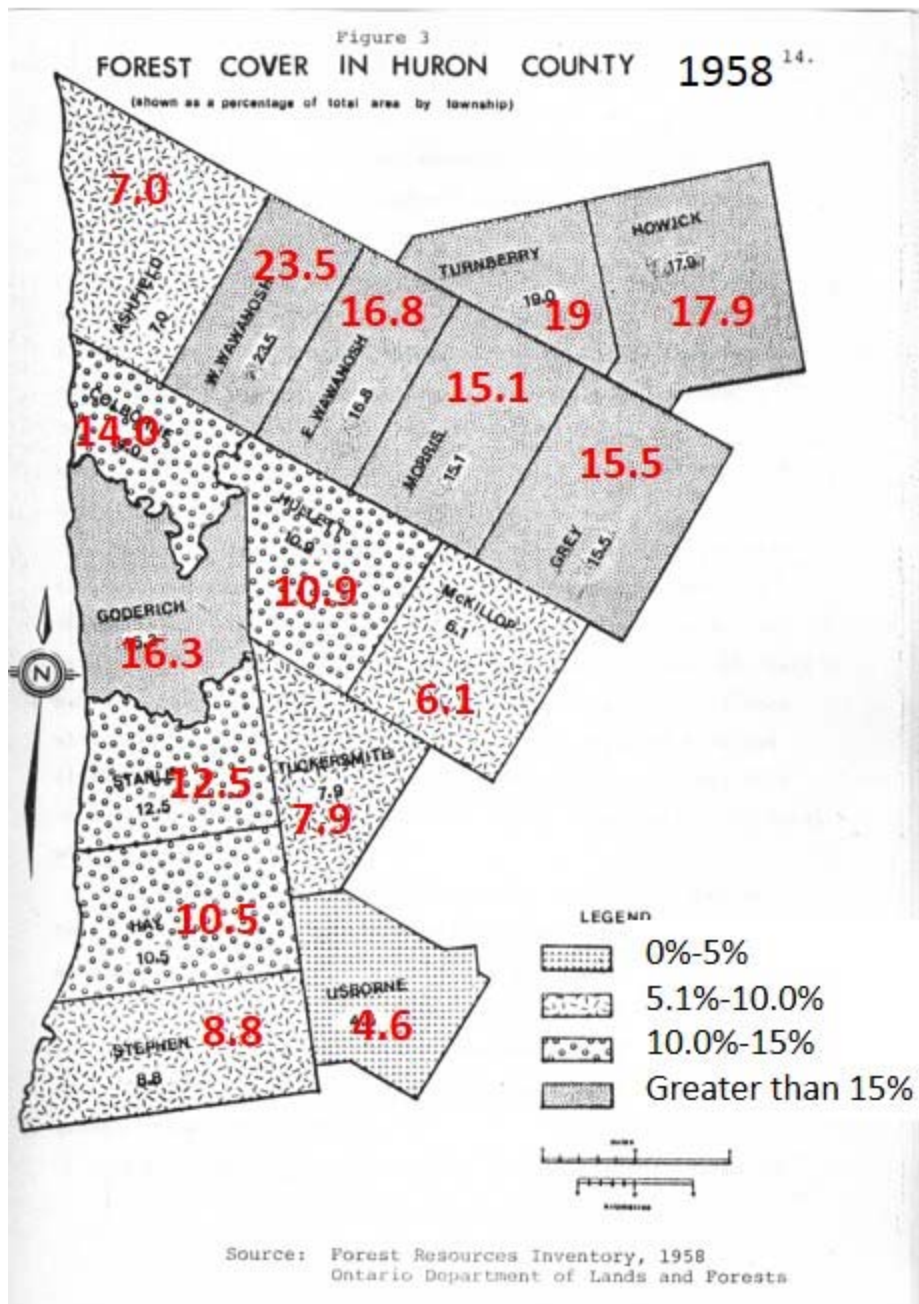 Figure 3
FOREST COVER IN HURON COUNTY 1958 14.
(shown as a percentage of total area by township)
7.0
ASHFIELD
7.0
23.5
W. WAWANOSH
23.5
16.8
E. WAWANOSH
16.8
TURNBERRY
19.0
19
HOWICK
17.9
17.9
15.1
MORRIS
15.1
15.5
GREY
15.5
COLBORNE
14.0
HULLETT
10.9
10.9
McKILLOP
6.1
6.1
GODERICH
16.3
N
STANLEY
12.5
12.5
TUCKERSMITH
7.9
7.9
HAY
10.5
10.5
USBORNE
4.6
STEPHEN
8.8
8.8
LEGEND
0%-5%
5.1%-10.0%
10.0%-15%
Greater than 15%
Source: Forest Resources Inventory, 1958
Ontario Department of Lands and Forests